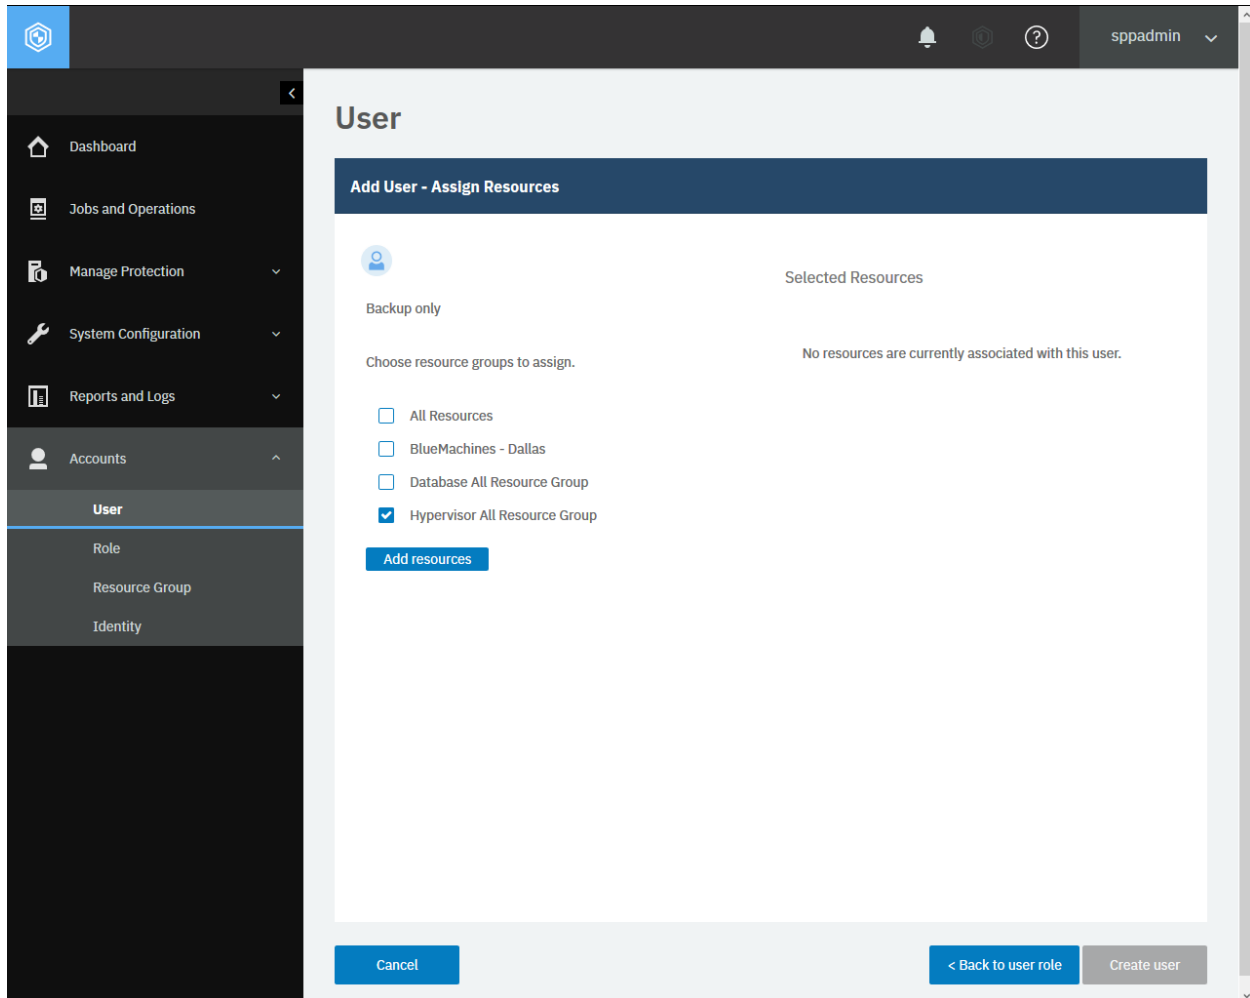 sppadmin
Dashboard
Jobs and Operations
Manage Protection
System Configuration
Reports and Logs
Accounts
User
Role
Resource Group
Identity
User
Add User - Assign Resources
Backup only
Choose resource groups to assign.
All Resources
BlueMachines - Dallas
Database All Resource Group
Hypervisor All Resource Group
Add resources
Selected Resources
No resources are currently associated with this user.
Cancel
< Back to user role
Create user